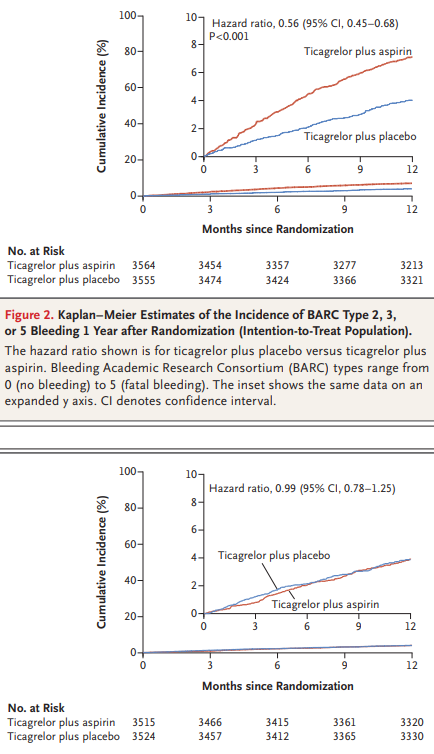 100-
10-
Hazard ratio, 0.56 (95% CI, 0.45–0.68)
P<0.001
Ticagrelor plus aspirin
80-
8-
60-
6-
40-
4-
20-
2-
Ticagrelor plus placebo
0-
0 3 6 9 12
0-
0 3 6 9 12
Cumulative Incidence (%)
Months since Randomization
No. at Risk
Ticagrelor plus aspirin 3564 3454 3357 3277 3213
Ticagrelor plus placebo 3555 3474 3424 3366 3321
Figure 2. Kaplan–Meier Estimates of the Incidence of BARC Type 2, 3,
or 5 Bleeding 1 Year after Randomization (Intention-to-Treat Population).
The hazard ratio shown is for ticagrelor plus placebo versus ticagrelor plus
aspirin. Bleeding Academic Research Consortium (BARC) types range from
0 (no bleeding) to 5 (fatal bleeding). The inset shows the same data on an
expanded y axis. CI denotes confidence interval.
100-
10-
Hazard ratio, 0.99 (95% CI, 0.78–1.25)
80-
8-
60-
6-
Ticagrelor plus placebo
40-
4-
20-
2-
Ticagrelor plus aspirin
0-
0 3 6 9 12
0-
0 3 6 9 12
Cumulative Incidence (%)
Months since Randomization
No. at Risk
Ticagrelor plus aspirin 3515 3466 3415 3361 3320
Ticagrelor plus placebo 3524 3457 3412 3365 3330